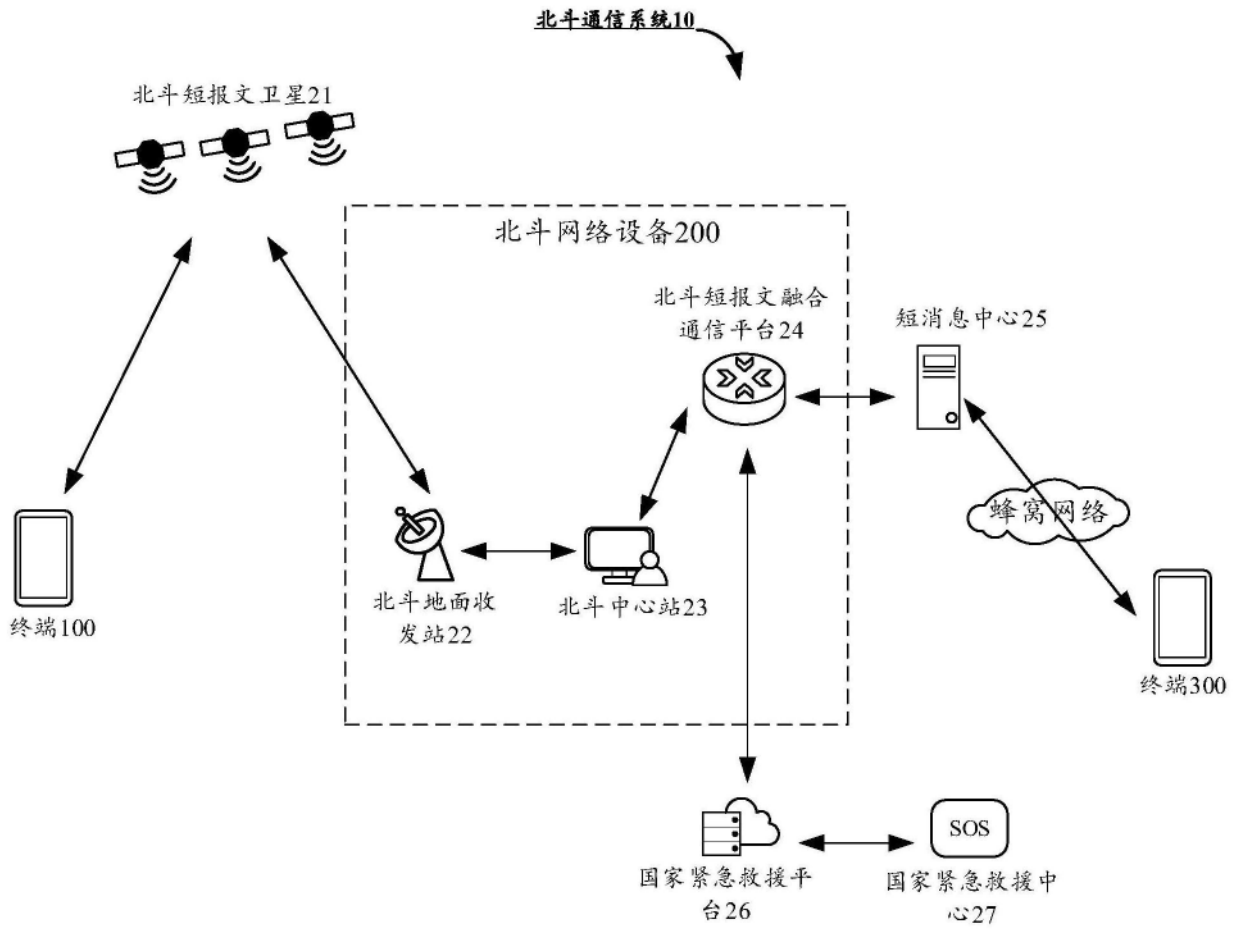 北斗通信系统10
北斗短报文卫星21
北斗网络设备200
北斗短报文融合
通信平台24
短消息中心25
蜂窝网络
终端100
北斗地面收
发站22
北斗中心站23
终端300
SOS
国家紧急救援平
台26
国家紧急救援中
心27